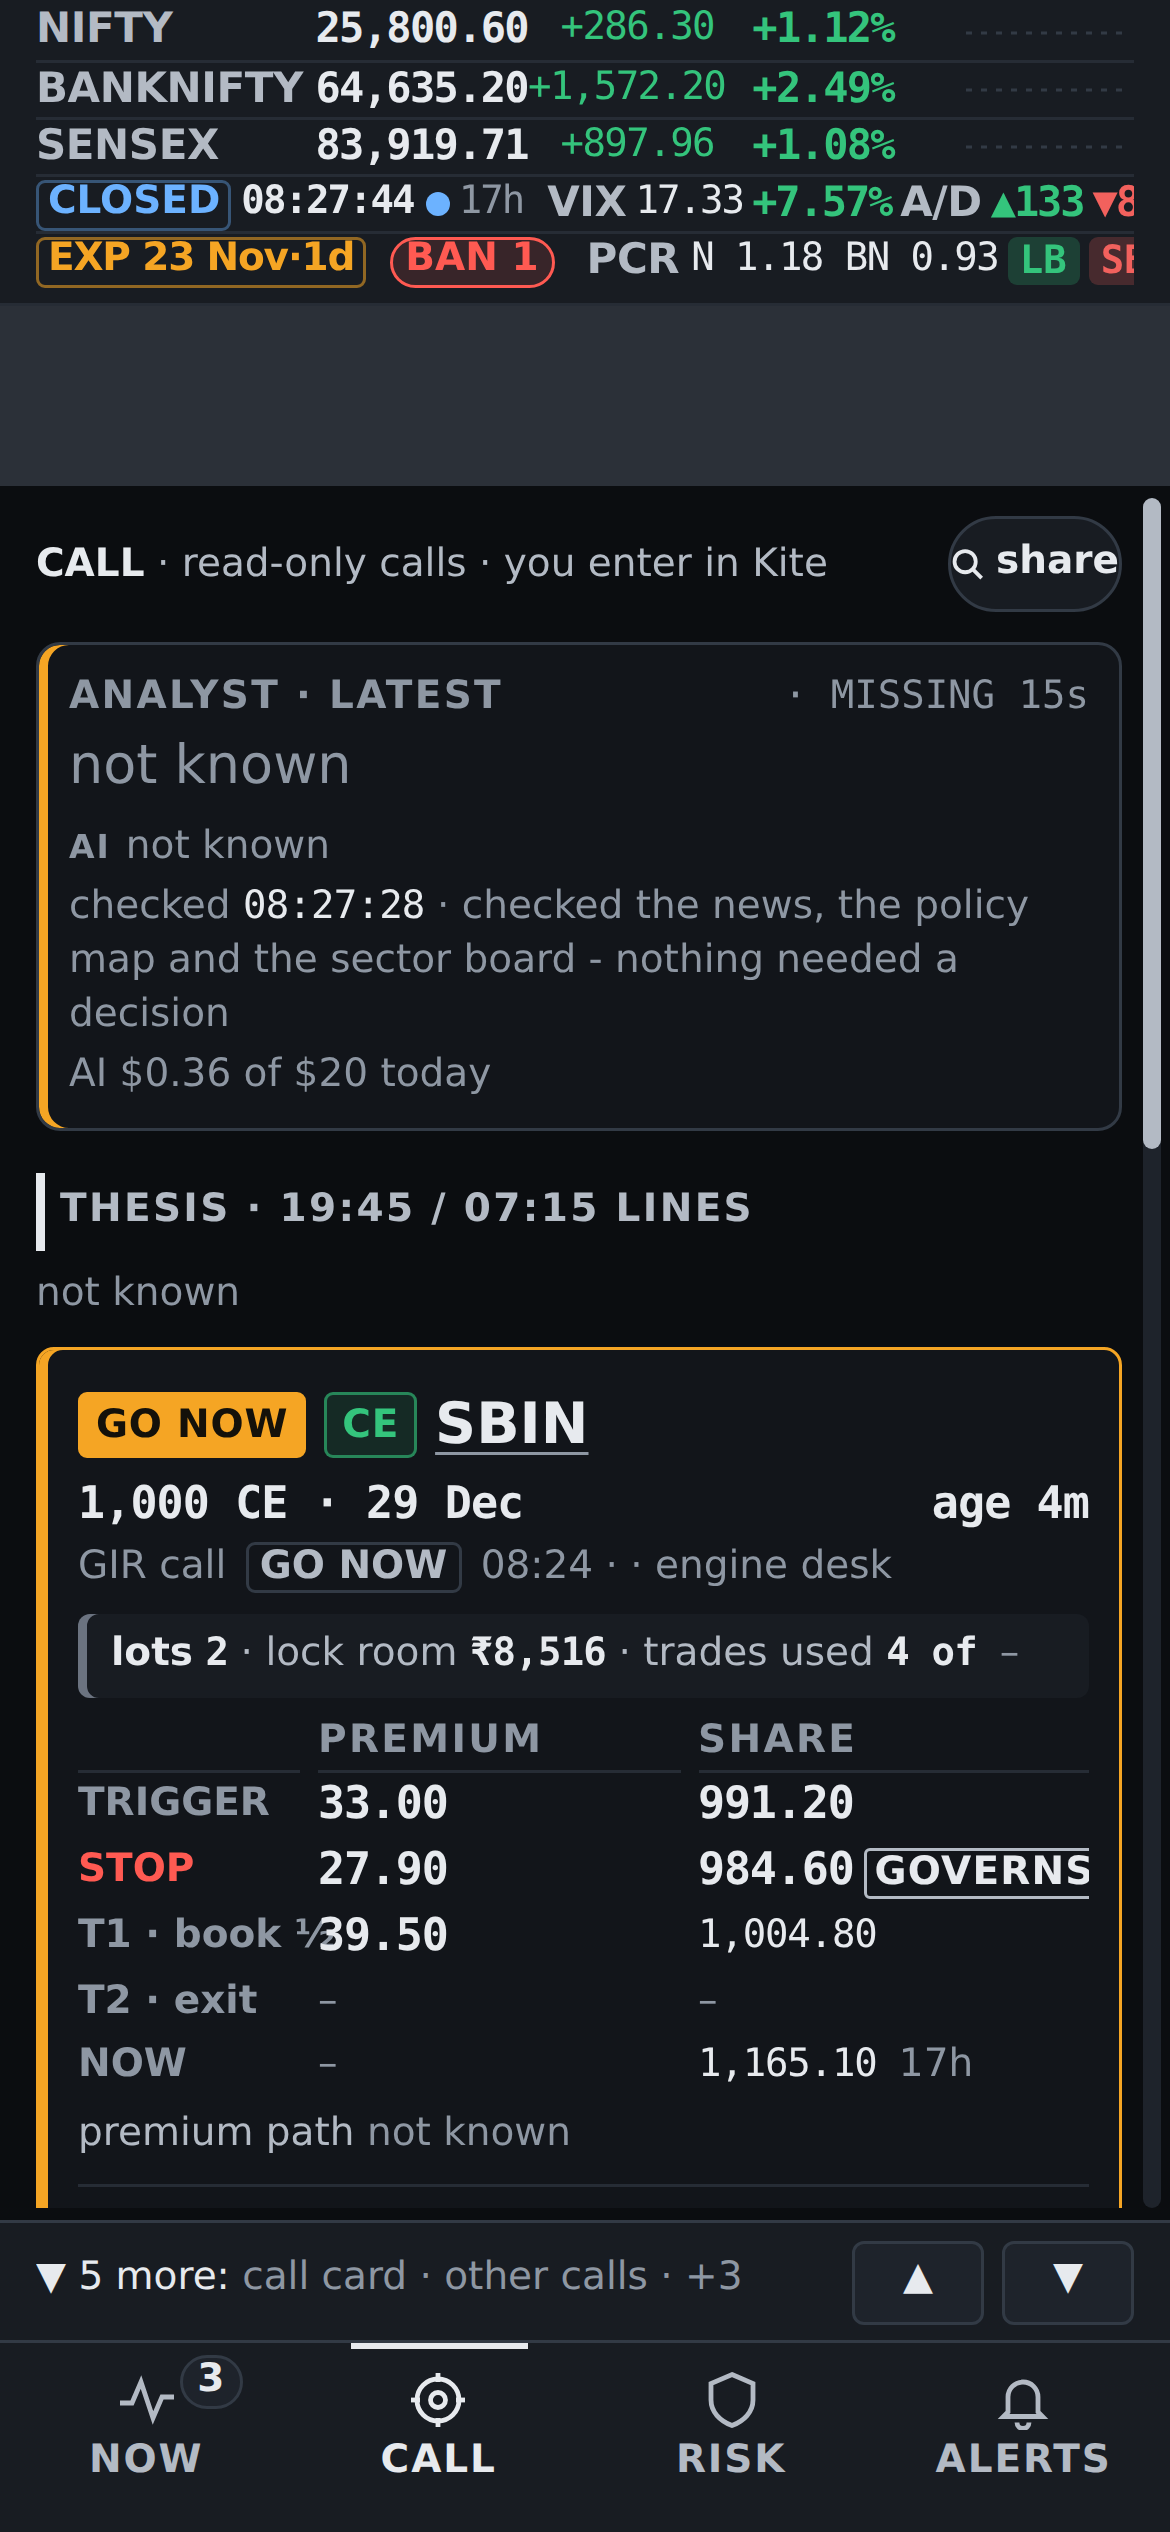 NIFTY 25,800.60 +286.30 +1.12%
BANKNIFTY 64,635.20 +1,572.20 +2.49%
SENSEX 83,919.71 +897.96 +1.08%
CLOSED 08:27:44 ● 17h VIX 17.33 +7.57% A/D ▲133 ▼8
EXP 23 Nov·1d BAN 1 PCR N 1.18 BN 0.93 LB
CALL · read-only calls · you enter in Kite share
ANALYST · LATEST · MISSING 15s
not known
AI not known
checked 08:27:28 · checked the news, the policy
map and the sector board - nothing needed a
decision
AI $0.36 of $20 today
THESIS · 19:45 / 07:15 LINES
not known
GO NOW CE SBIN
1,000 CE · 29 Dec age 4m
GIR call GO NOW 08:24 · · engine desk
lots 2 · lock room ₹8,516 · trades used 4 of –
PREMIUM SHARE
TRIGGER 33.00 991.20
STOP 27.90 984.60 GOVERNS
T1 · book ½ 39.50 1,004.80
T2 · exit – –
NOW – 1,165.10 17h
premium path not known
▼ 5 more: call card · other calls · +3 ▲ ▼
3
NOW CALL RISK ALERTS